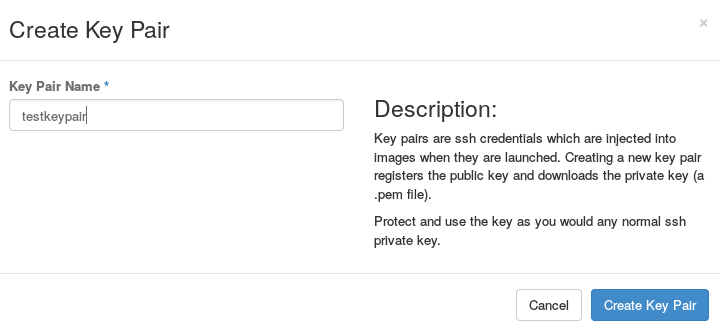 Create Key Pair
×
Key Pair Name *
testkeypair
Description:
Key pairs are ssh credentials which are injected into
images when they are launched. Creating a new key pair
registers the public key and downloads the private key (a
.pem file).
Protect and use the key as you would any normal ssh
private key.
Cancel
Create Key Pair